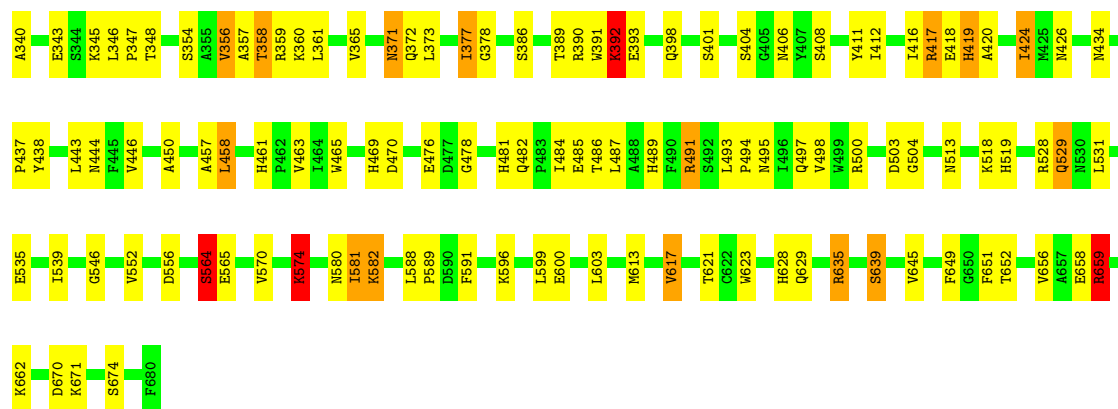 A340 E343 S344 K345 L346 P347 T348 S354 A355 V356 A357 T358 R359 K360 L361 V365 N371 Q372 L373 I377 G378 S386 T389 R390 W391 K392 E393 Q398 S401 S404 G405 N406 Y407 S408 Y411 I412 I416 R417 E418 H419 A420 I424 M425 N426 N434
P437 Y438 L443 N444 F445 V446 A450 A457 L458 H461 P462 V463 I464 W465 H469 D470 E476 D477 G478 H481 Q482 P483 I484 E485 T486 L487 A488 H489 F490 R491 S492 L493 P494 N495 I496 Q497 V498 W499 R500 D503 G504 N513 K518 H519 R528 Q529 N530 L531
E535 I539 G546 V552 D556 S564 E565 V570 K574 N580 I581 K582 L588 P589 D590 F591 K596 L599 E600 L603 M613 V617 T621 C622 W623 H628 Q629 R635 S639 V645 F649 G650 F651 T652 V656 A657 E658 R659
K662 D670 K671 S674 F680